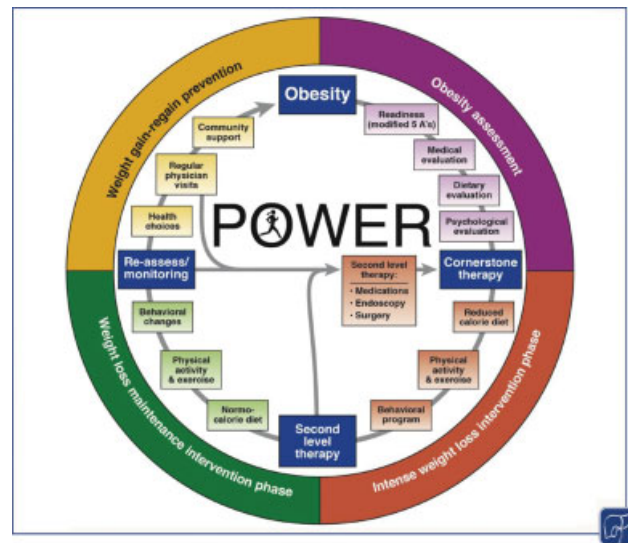 Weight gain-regain prevention
Obesity assessment
Obesity
Community
support
Readiness
(modified 5 A's)
Regular
physician
visits
Medical
evaluation
Dietary
evaluation
Health
choices
Psychological
evaluation
POWER
Re-assess/
monitoring
Second level
therapy:
• Medications
• Endoscopy
• Surgery
Cornerstone
therapy
Behavioral
changes
Reduced
calorie diet
Physical
activity
& exercise
Physical
activity
& exercise
Normo-
calorie diet
Behavioral
program
Second
level
therapy
Weight loss maintenance intervention phase
Intense weight loss intervention phase